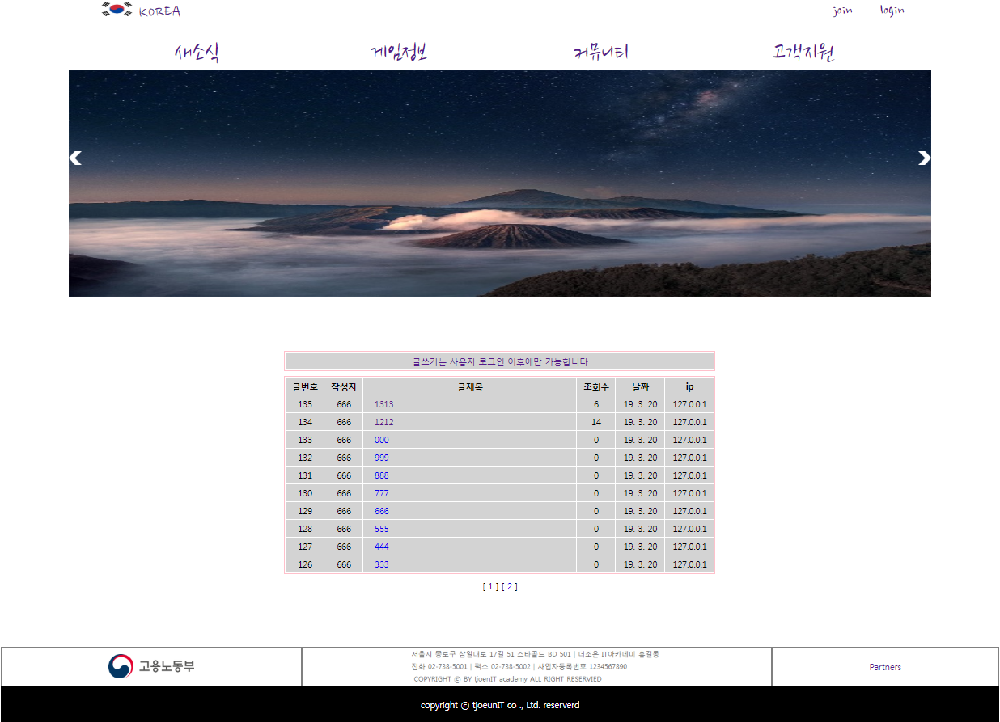 KOREA join login
새소식 게임정보 커뮤니티 고객지원
글쓰기는 사용자 로그인 이후에만 가능합니다
글번호 작성자 글제목 조회수 날짜 ip
135 666 1313 6 19. 3. 20 127.0.0.1
134 666 1212 14 19. 3. 20 127.0.0.1
133 666 000 0 19. 3. 20 127.0.0.1
132 666 999 0 19. 3. 20 127.0.0.1
131 666 888 0 19. 3. 20 127.0.0.1
130 666 777 0 19. 3. 20 127.0.0.1
129 666 666 0 19. 3. 20 127.0.0.1
128 666 555 0 19. 3. 20 127.0.0.1
127 666 444 0 19. 3. 20 127.0.0.1
126 666 333 0 19. 3. 20 127.0.0.1
[ 1 ] [ 2 ]
고용노동부
서울시 종로구 삼일대로 17길 51 스타골드 BD 501 | 더조은 IT아카데미 홍길동
전화 02-738-5001 | 팩스 02-738-5002 | 사업자등록번호 1234567890
COPYRIGHT ⓒ BY tjoenIT academy ALL RIGHT RESERVIED
Partners
copyright ⓒ tjoeunIT co ., Ltd. reserverd